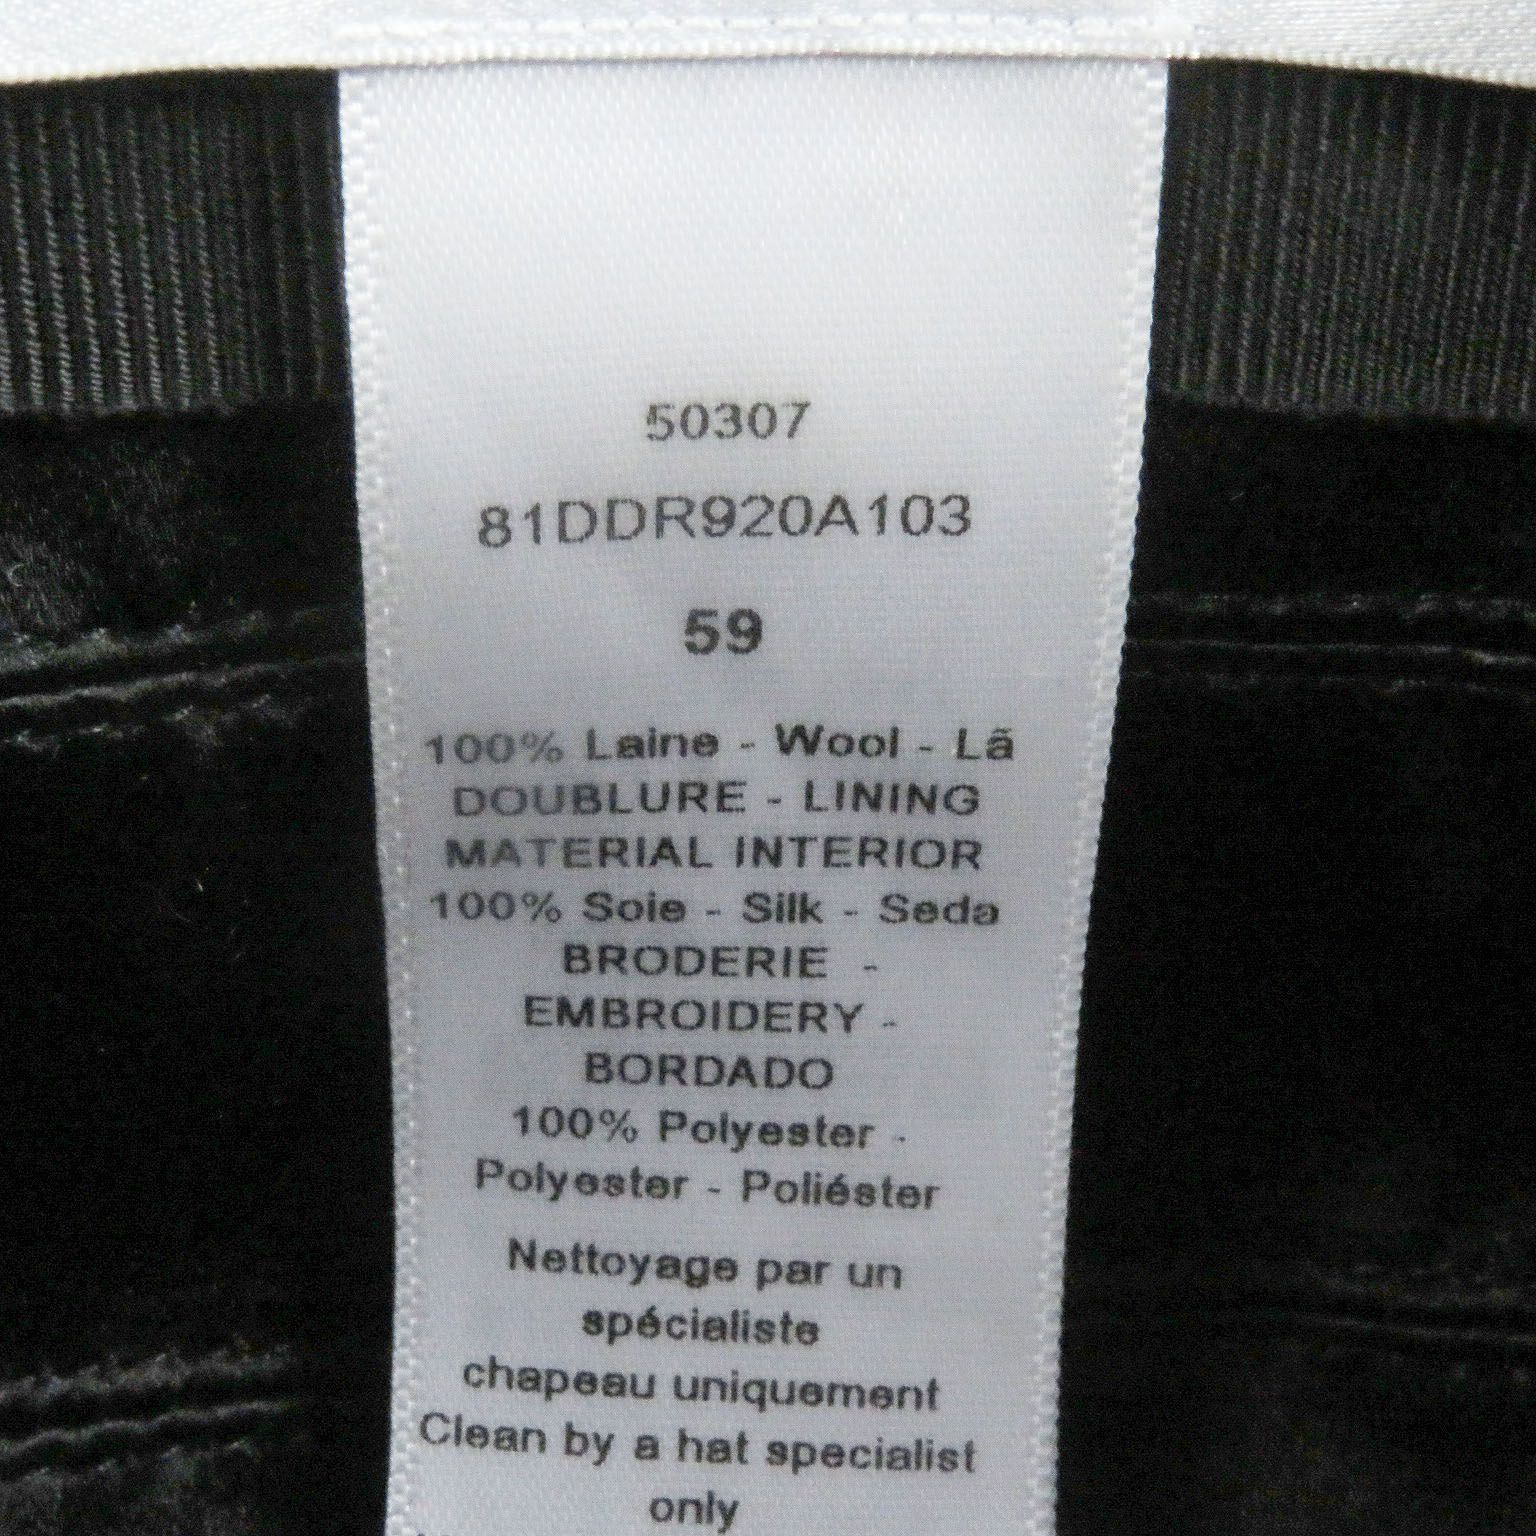 50307
81DDR920A103
59
100% Laine - Wool - Lã
DOUBLURE - LINING
MATERIAL INTERIOR
100% Soie - Silk - Seda
BRODERIE -
EMBROIDERY -
BORDADO
100% Polyester -
Polyester - Poliéster
Nettoyage par un
spécialiste
chapeau uniquement
Clean by a hat specialist
only